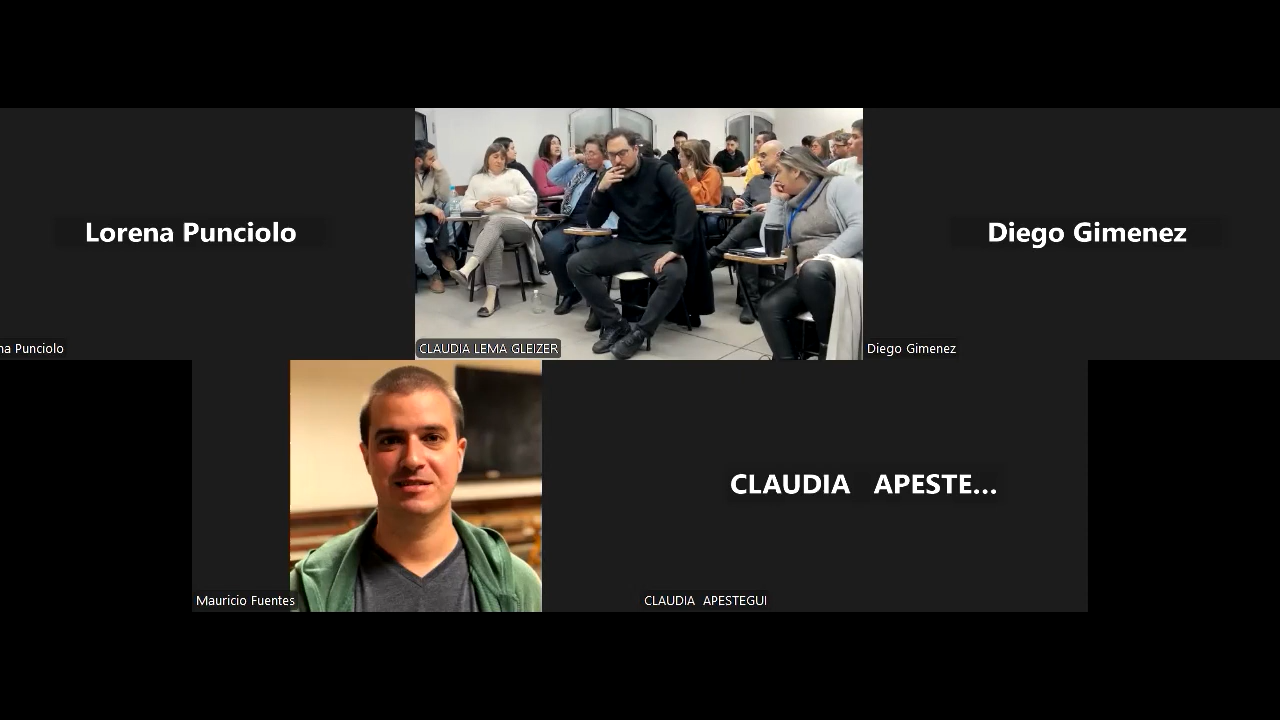 Lorena Punciolo
Diego Gimenez
na Punciolo
CLAUDIA LEMA GLEIZER
Diego Gimenez
CLAUDIA APESTE...
Mauricio Fuentes
CLAUDIA APESTEGUI